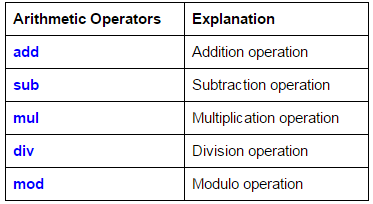 Arithmetic Operators Explanation
add Addition operation
sub Subtraction operation
mul Multiplication operation
div Division operation
mod Modulo operation